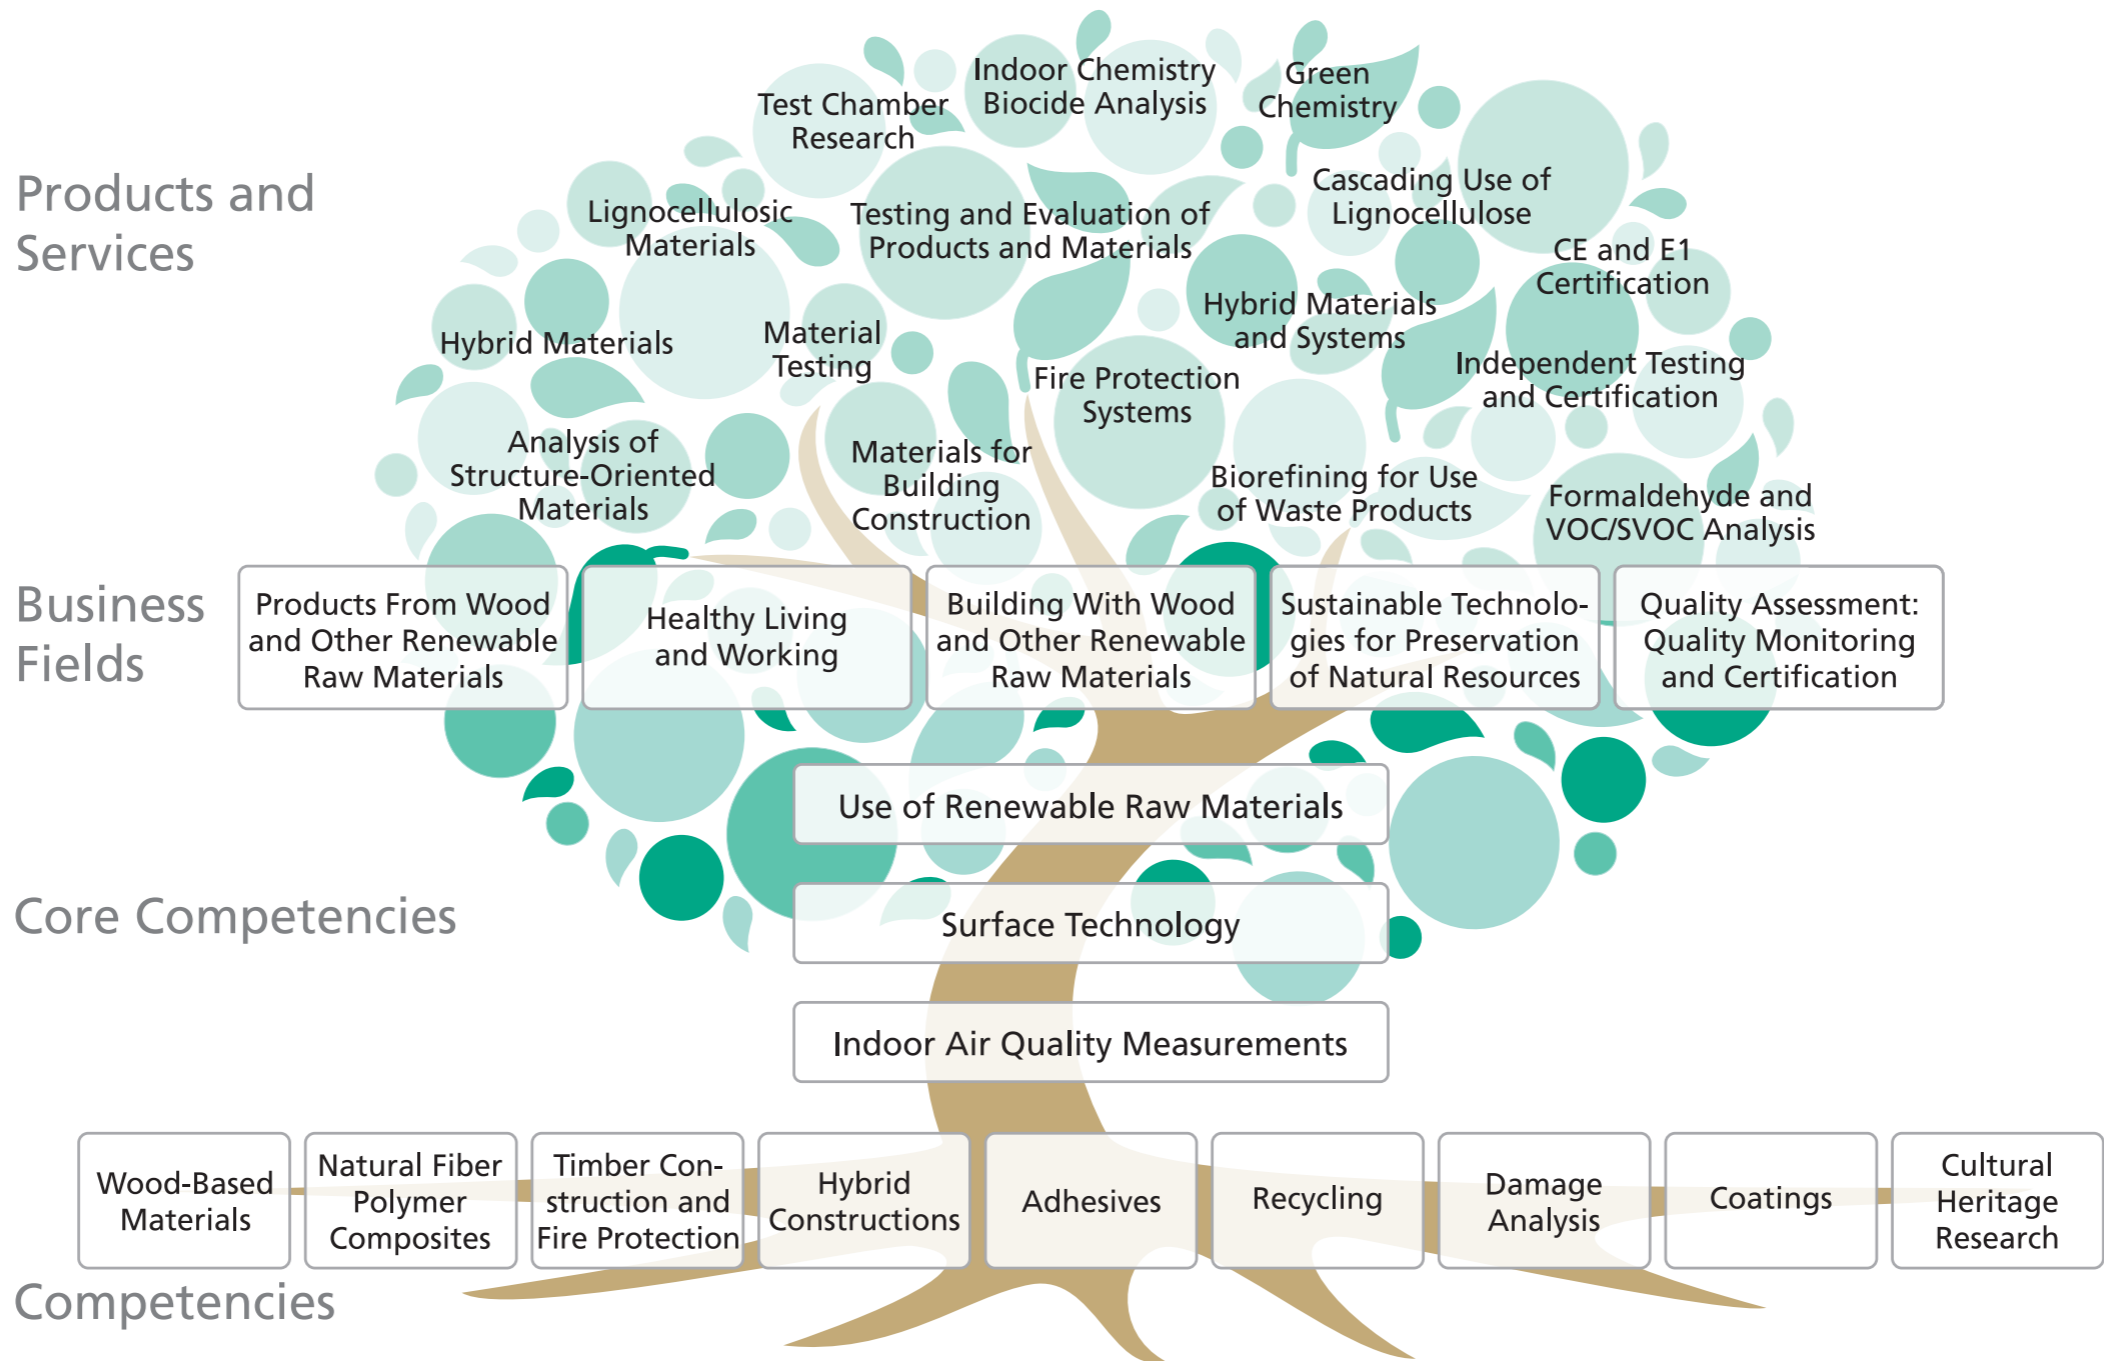 Products and
Services
Test Chamber
Research
Indoor Chemistry
Biocide Analysis
Green
Chemistry
Lignocellulosic
Materials
Testing and Evaluation of
Products and Materials
Cascading Use of
Lignocellulose
CE and E1
Certification
Hybrid Materials
Material
Testing
Hybrid Materials
and Systems
Fire Protection
Systems
Independent Testing
and Certification
Analysis of
Structure-Oriented
Materials
Materials for
Building
Construction
Biorefining for Use
of Waste Products
Formaldehyde and
VOC/SVOC Analysis
Business
Fields
Products From Wood
and Other Renewable
Raw Materials
Healthy Living
and Working
Building With Wood
and Other Renewable
Raw Materials
Sustainable Technolo-
gies for Preservation
of Natural Resources
Quality Assessment:
Quality Monitoring
and Certification
Core Competencies
Use of Renewable Raw Materials
Surface Technology
Indoor Air Quality Measurements
Wood-Based
Materials
Natural Fiber
Polymer
Composites
Timber Con-
struction and
Fire Protection
Hybrid
Constructions
Adhesives
Recycling
Damage
Analysis
Coatings
Cultural
Heritage
Research
Competencies